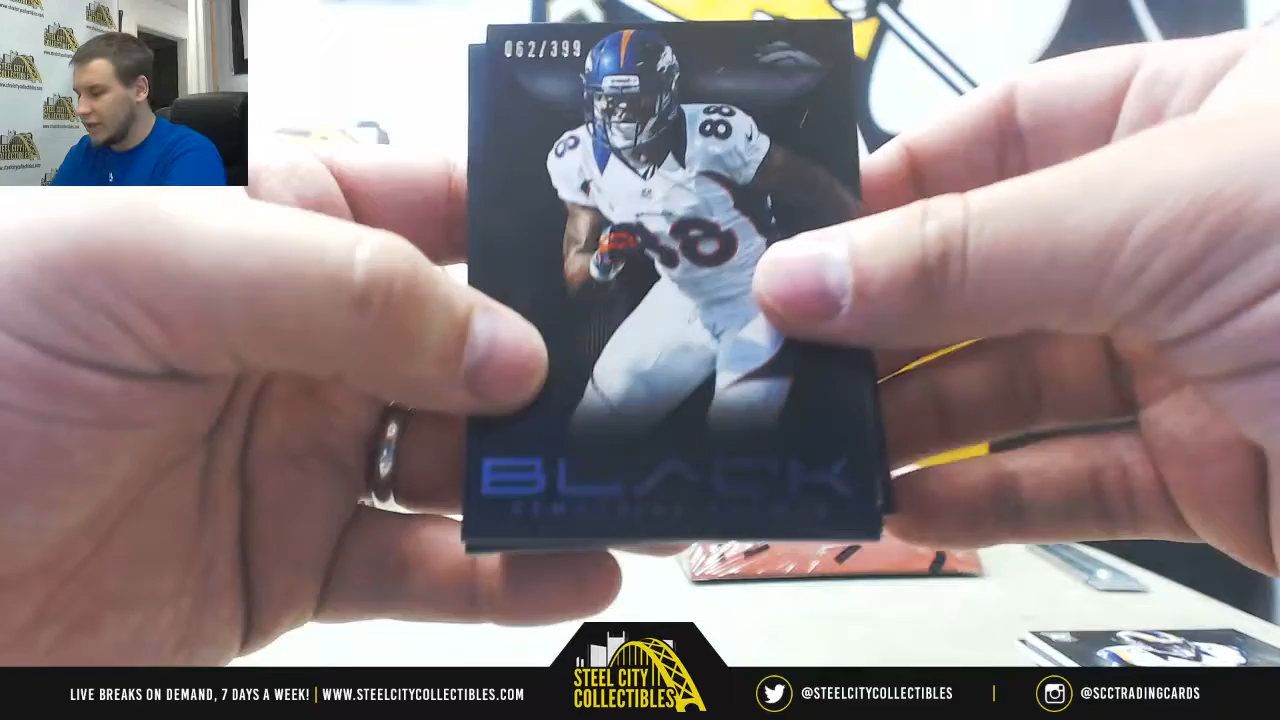 062/399
88
8
88
BLACK
STEEL CITY
COLLECTIBLES
LIVE BREAKS ON DEMAND, 7 DAYS A WEEK! | WWW.STEELCITYCOLLECTIBLES.COM
@STEELCITYCOLLECTIBLES | @SCCTRADINGCARDS